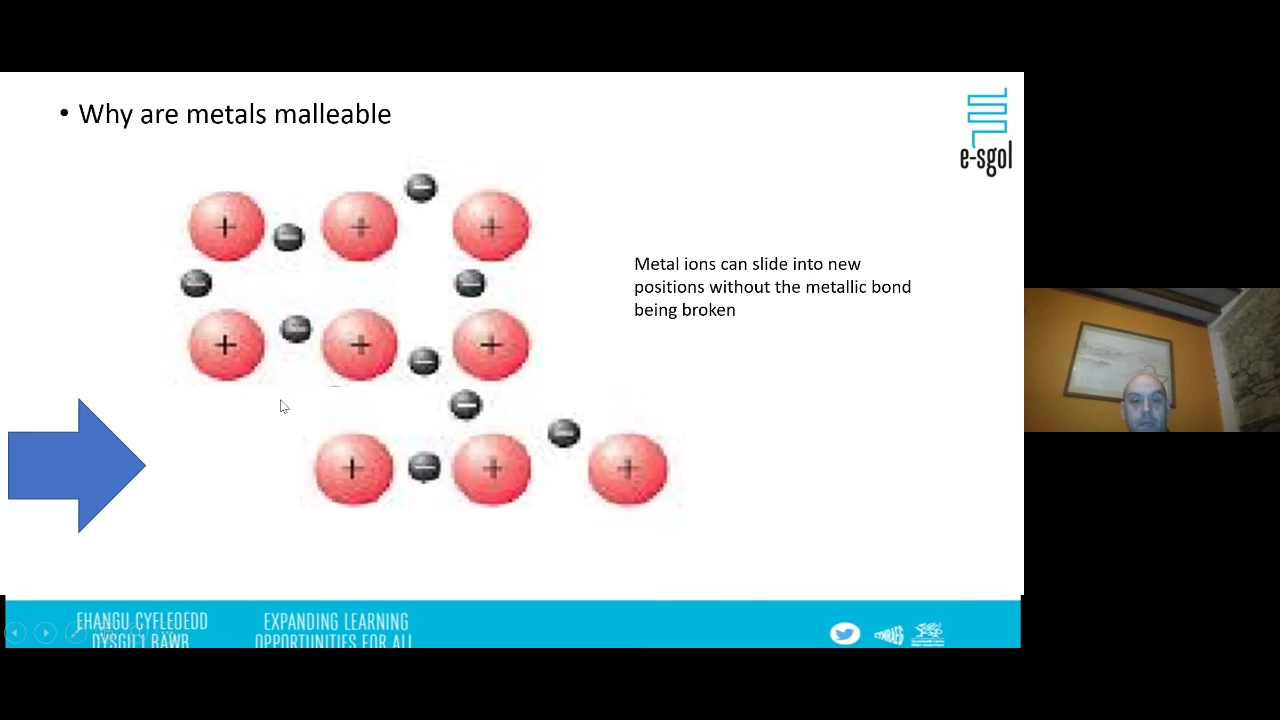 • Why are metals malleable
e-sgol
+ − + − +
− −
+ − + − +
− −
+ − + +
Metal ions can slide into new
positions without the metallic bond
being broken
EHANGU CYFLEOEDD
DYSGU I BAWB
EXPANDING LEARNING
OPPORTUNITIES FOR ALL